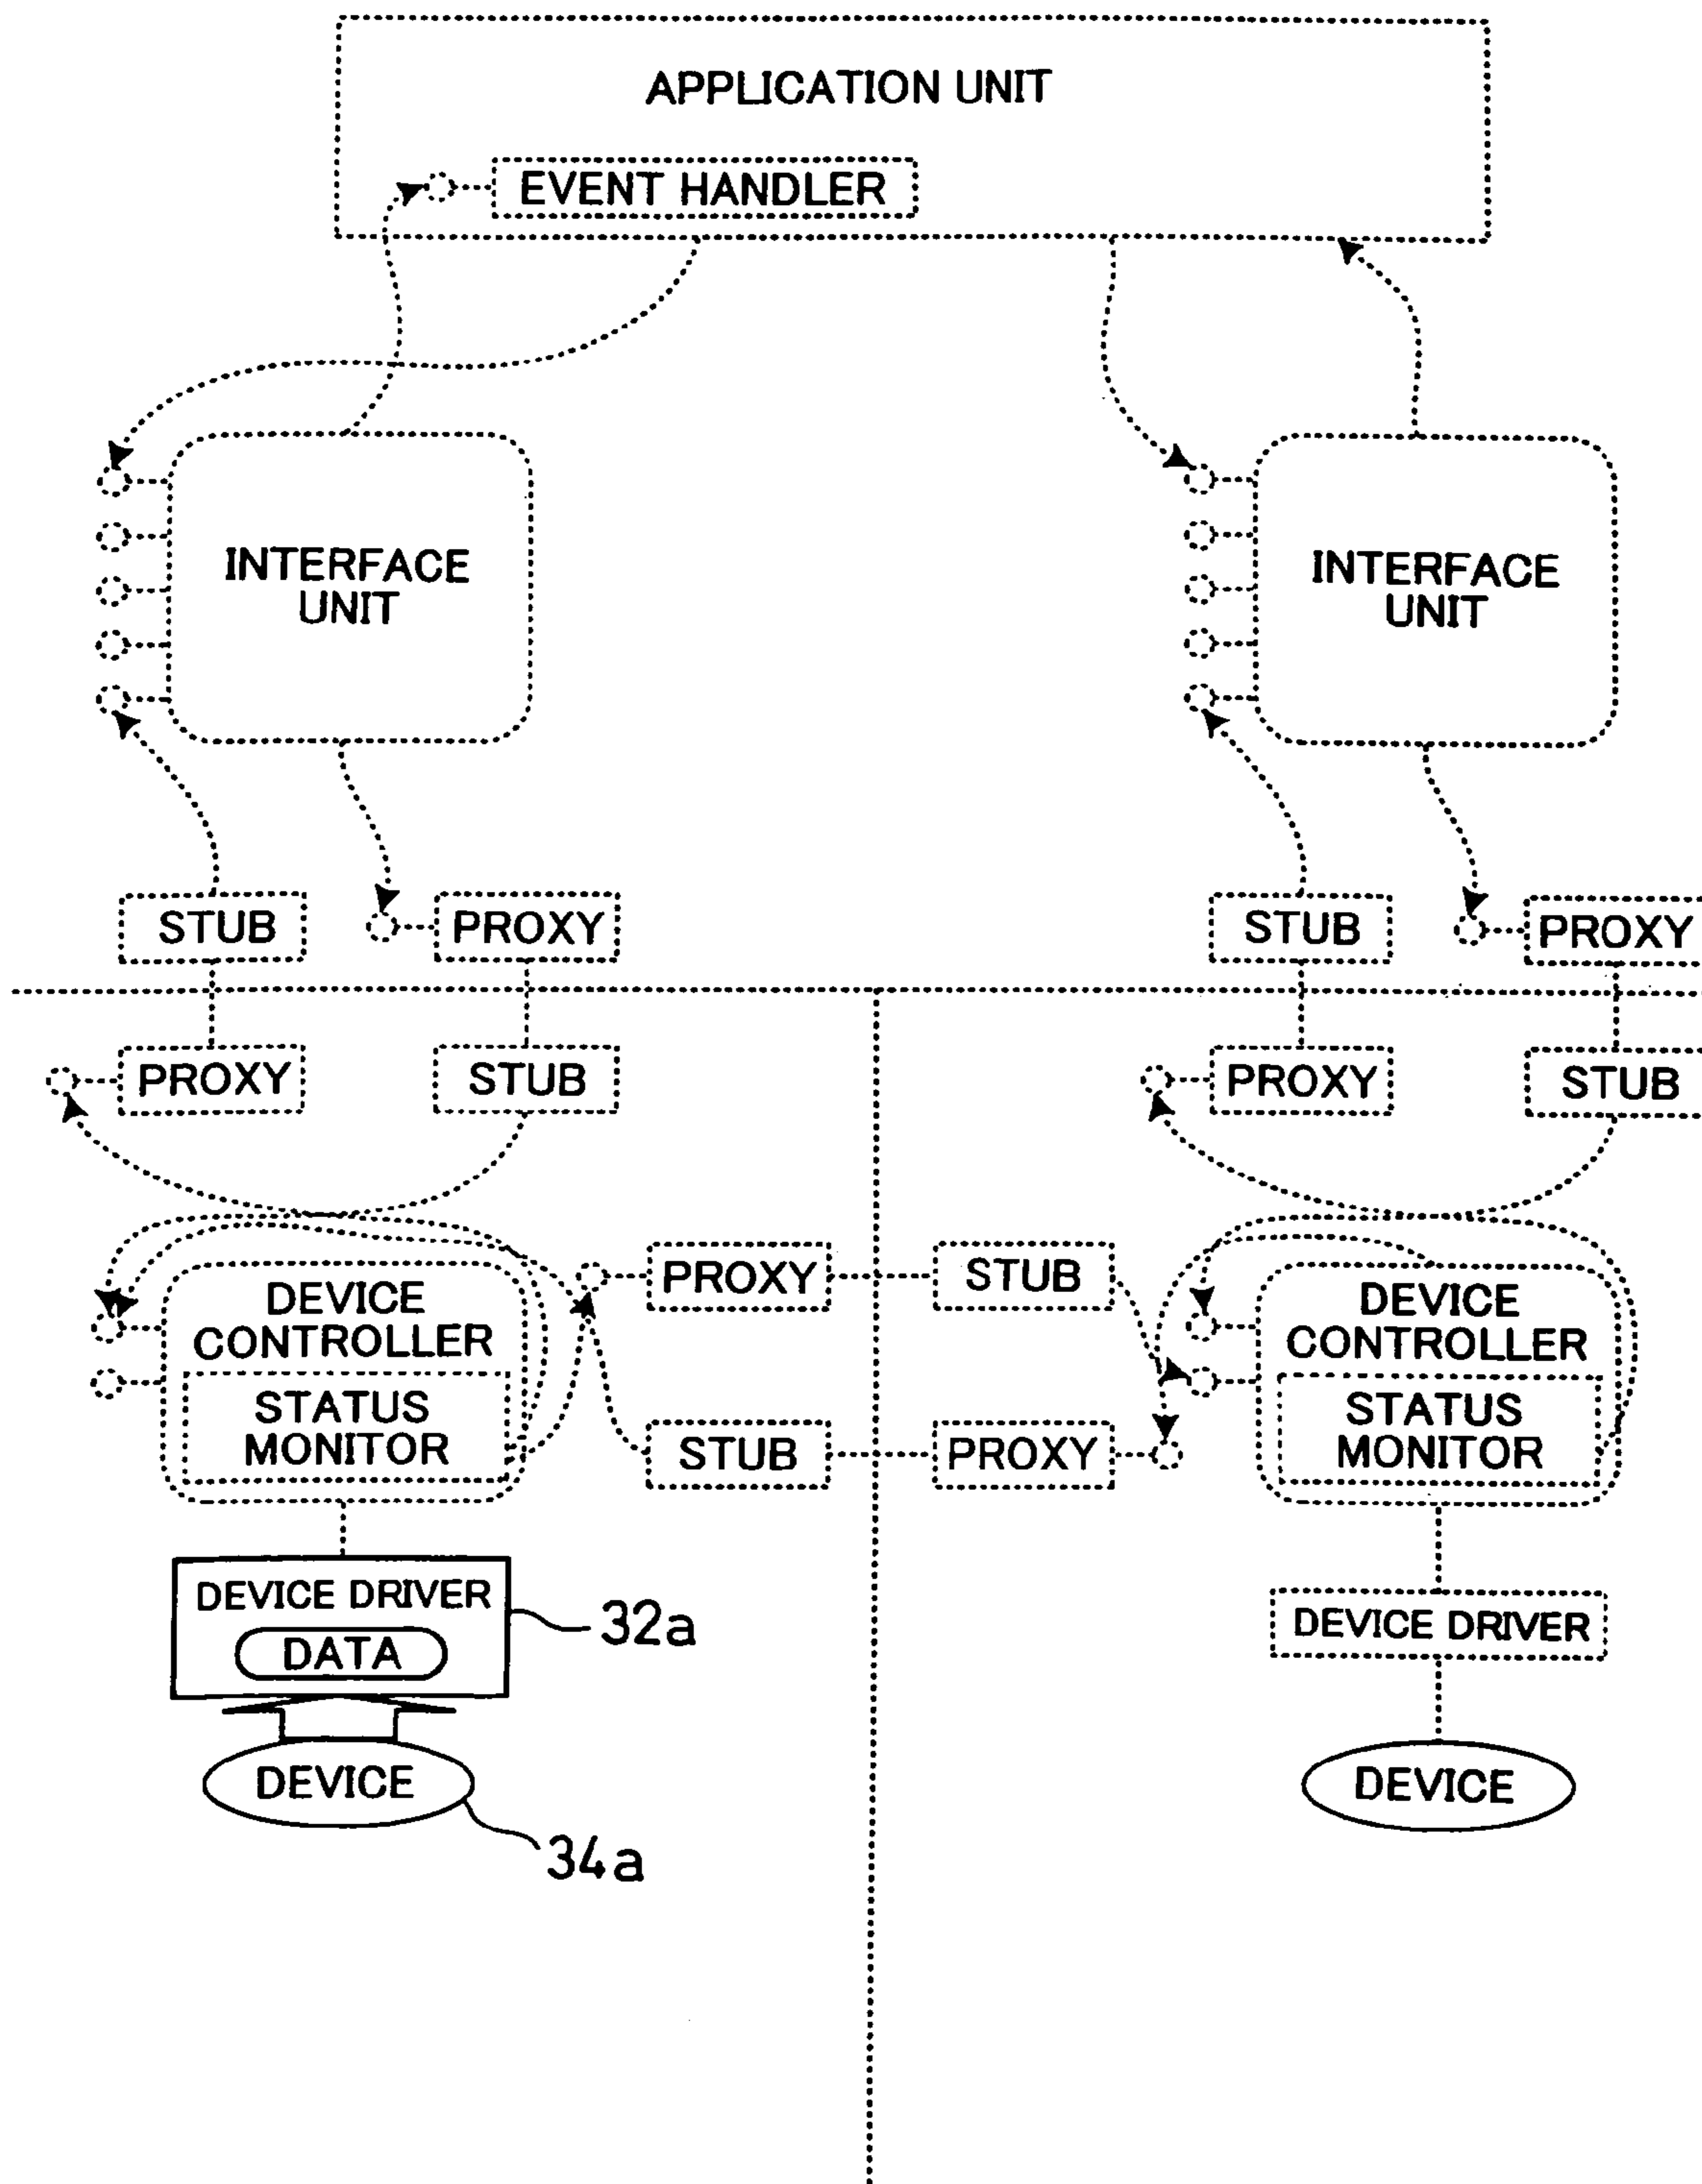 APPLICATION UNIT
EVENT HANDLER
INTERFACE
UNIT
INTERFACE
UNIT
STUB
PROXY
STUB
PROXY
PROXY
STUB
PROXY
STUB
DEVICE
CONTROLLER
STATUS
MONITOR
PROXY
STUB
STUB
PROXY
DEVICE
CONTROLLER
STATUS
MONITOR
DEVICE DRIVER
DATA
32a
DEVICE
34a
DEVICE DRIVER
DEVICE